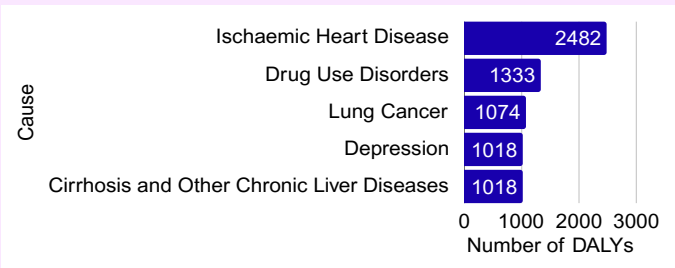 Cause
Ischaemic Heart Disease 2482
Drug Use Disorders 1333
Lung Cancer 1074
Depression 1018
Cirrhosis and Other Chronic Liver Diseases 1018
0 1000 2000 3000
Number of DALYs